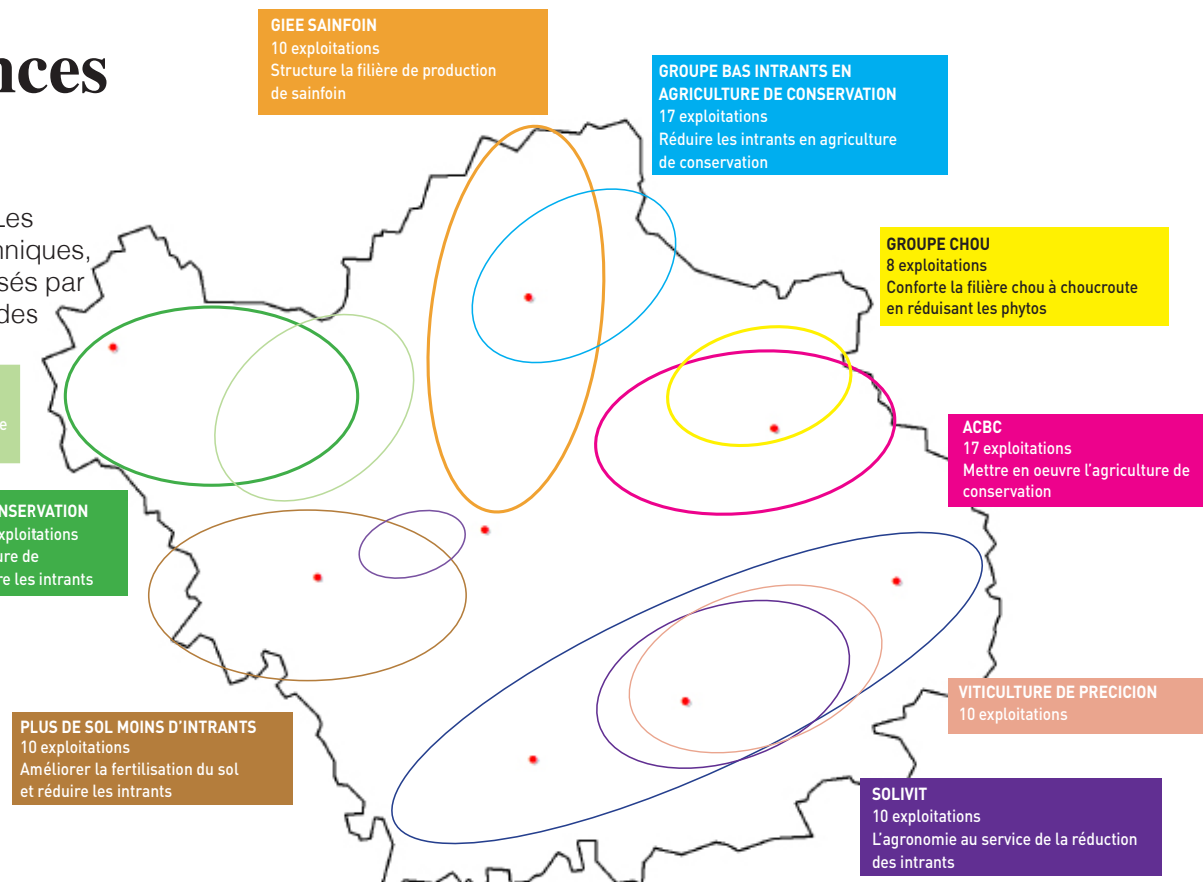 nces
Les
hniques,
sés par
des
GIEE SAINFOIN
10 exploitations
Structure la filière de production
de sainfoin
GROUPE BAS INTRANTS EN
AGRICULTURE DE CONSERVATION
17 exploitations
Réduire les intrants en agriculture
de conservation
GROUPE CHOU
8 exploitations
Conforte la filière chou à choucroute
en réduisant les phytos
e
ACBC
17 exploitations
Mettre en oeuvre l'agriculture de
conservation
NSERVATION
xploitations
ure de
re les intrants
VITICULTURE DE PRECICION
10 exploitations
PLUS DE SOL MOINS D'INTRANTS
10 exploitations
Améliorer la fertilisation du sol
et réduire les intrants
SOLIVIT
10 exploitations
L'agronomie au service de la réduction
des intrants